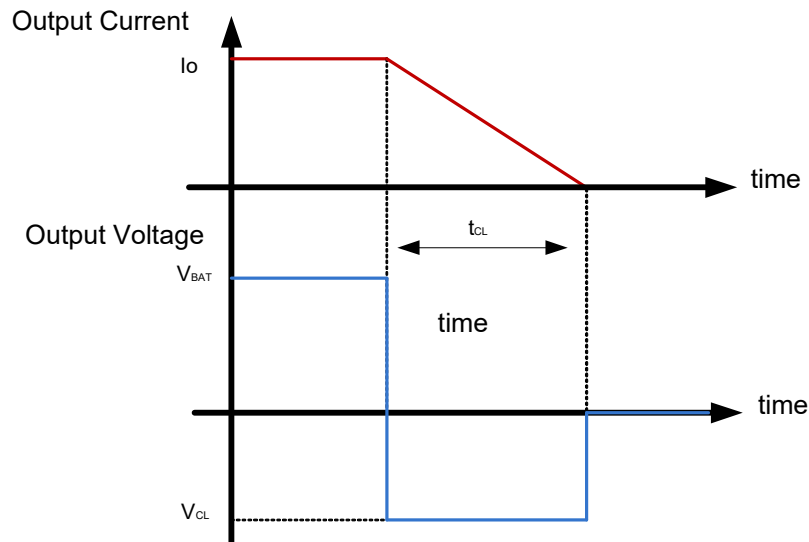 Output Current
Io
time
Output Voltage
tCL
VBAT
time
time
VCL